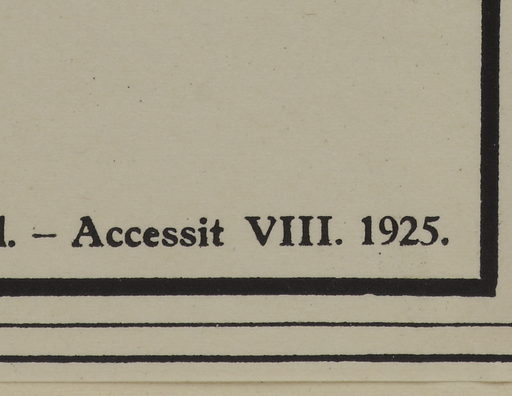 l. – Accessit VIII. 1925.